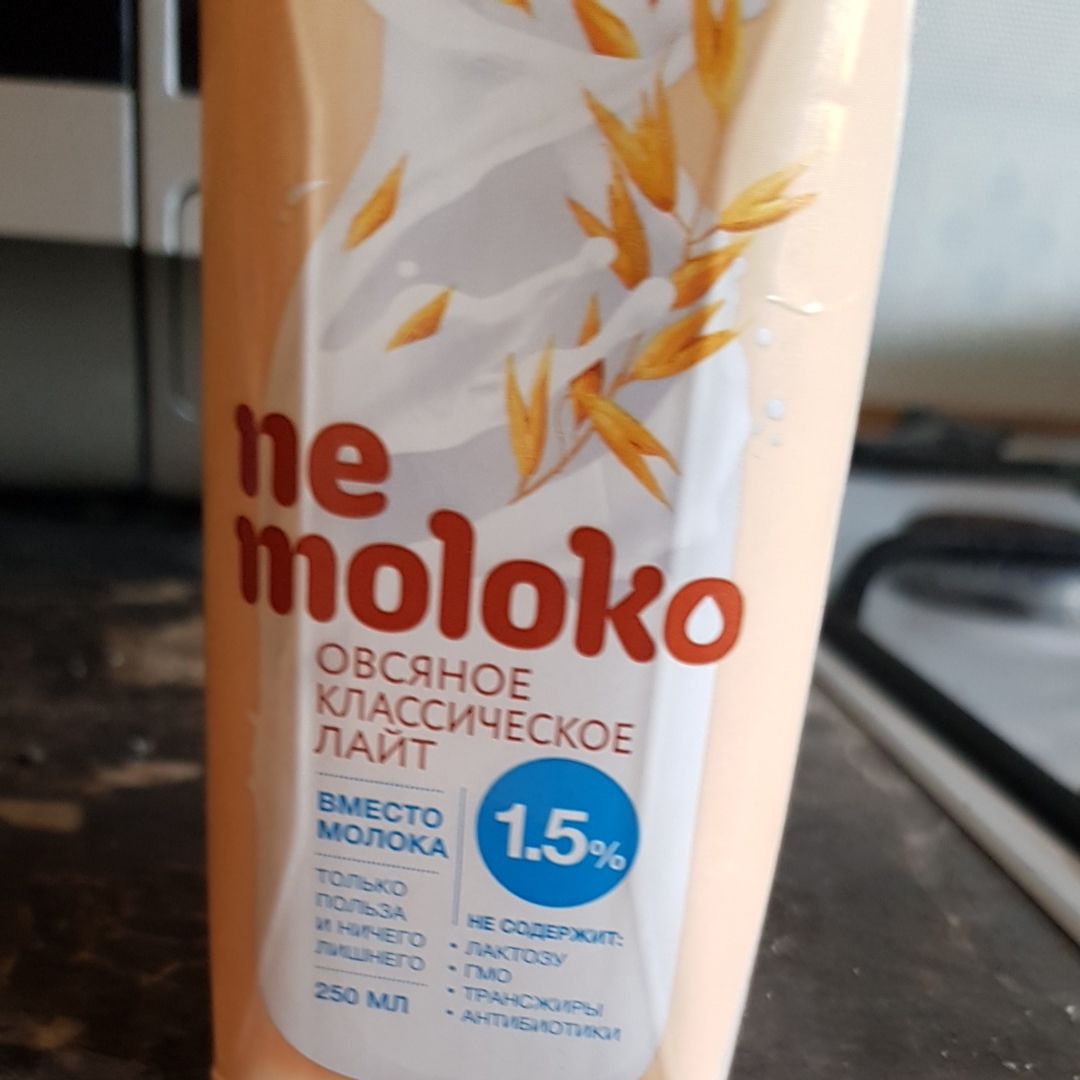 ne
moloko
ОВСЯНОЕ
КЛАССИЧЕСКОЕ
ЛАЙТ
ВМЕСТО
МОЛОКА
ТОЛЬКО
ПОЛЬЗА
И НИЧЕГО
ЛИШНЕГО
250 МЛ
1.5%
НЕ СОДЕРЖИТ:
• ЛАКТОЗУ
• ГМО
• ТРАНСЖИРЫ
• АНТИБИОТИКИ